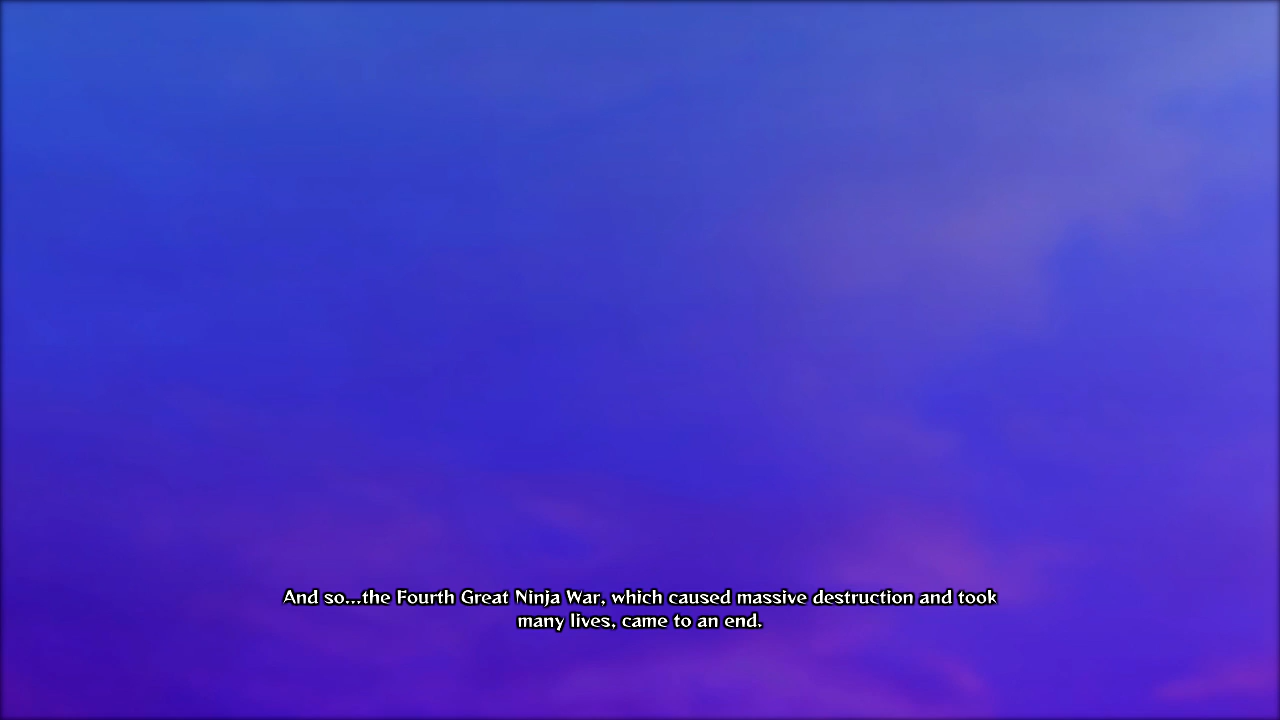 And so...the Fourth Great Ninja War, which caused massive destruction and took
many lives, came to an end.